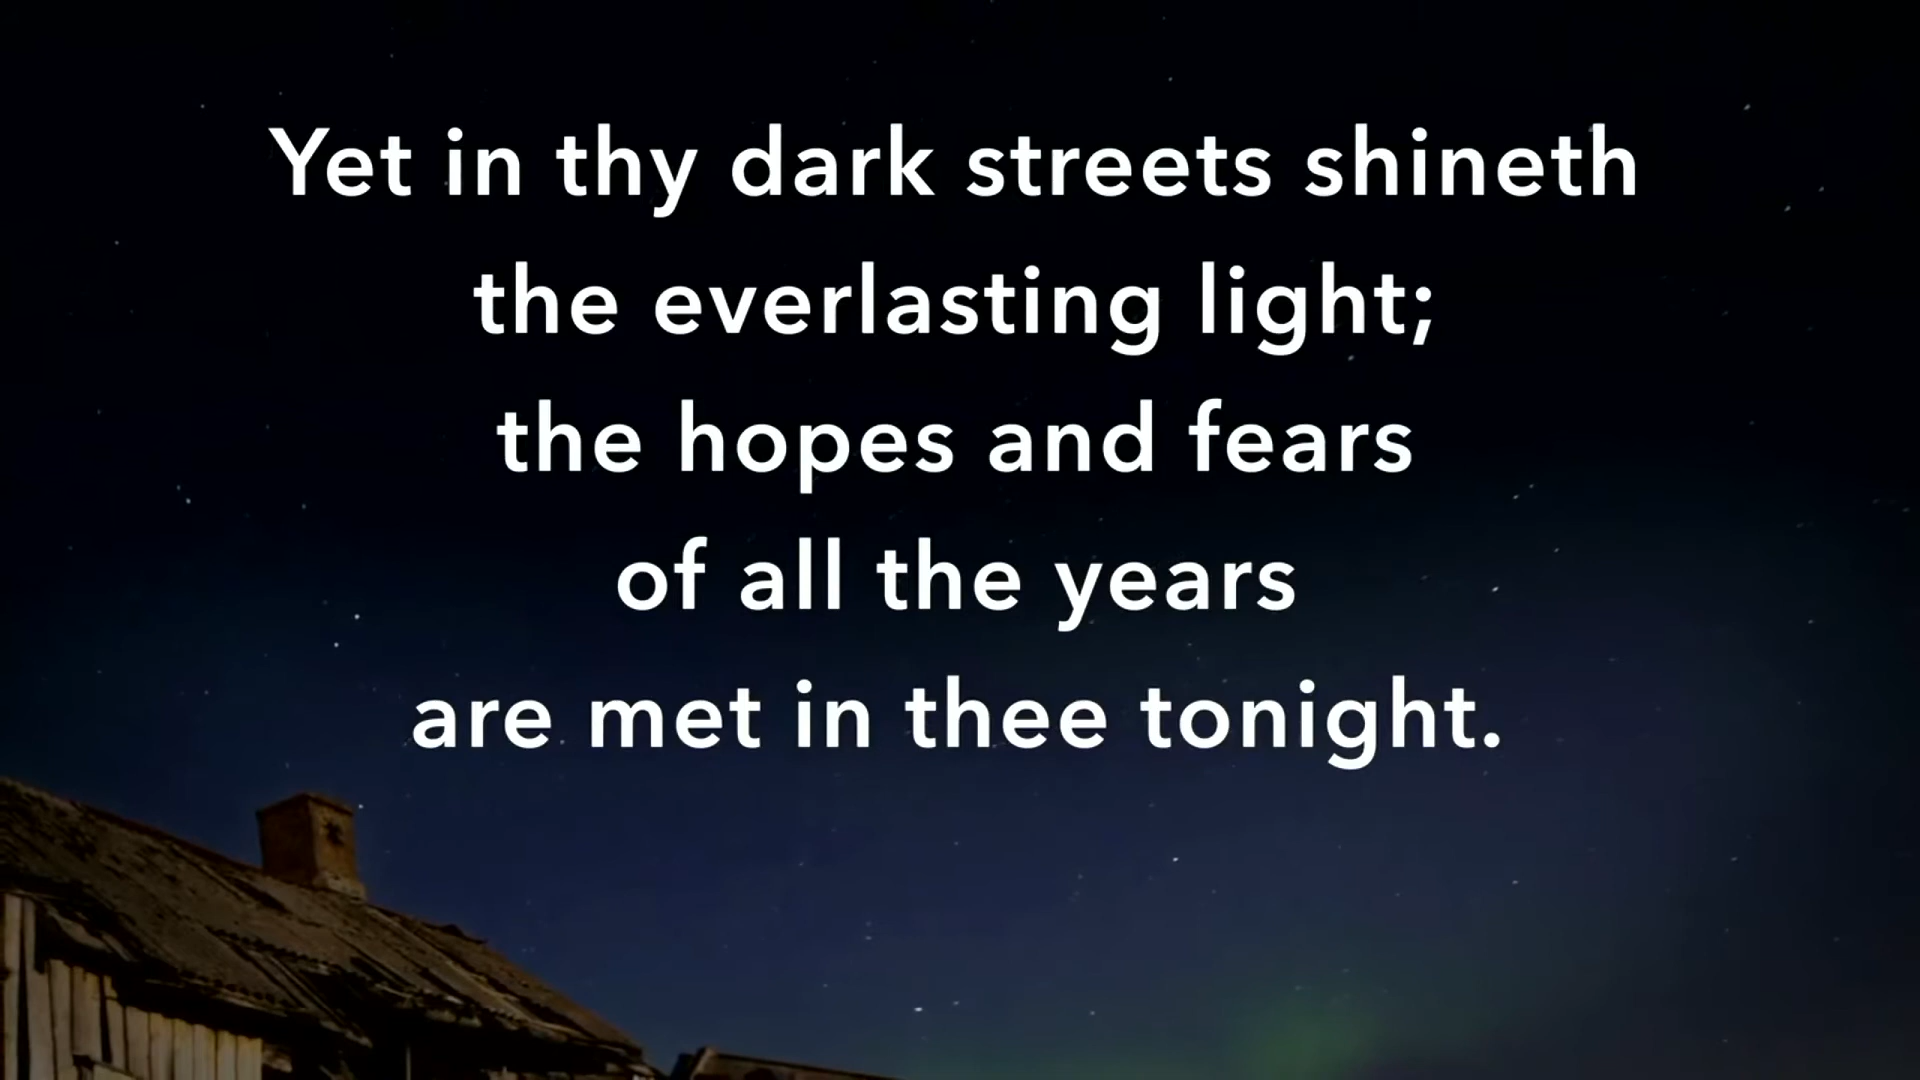 Yet in thy dark streets shineth
the everlasting light;
the hopes and fears
of all the years
are met in thee tonight.